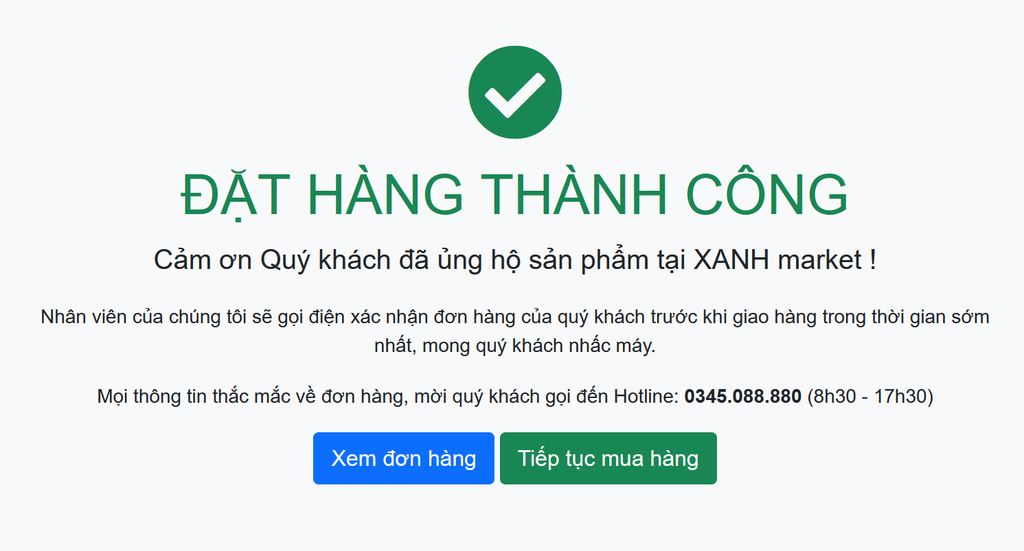 ĐẶT HÀNG THÀNH CÔNG
Cảm ơn Quý khách đã ủng hộ sản phẩm tại XANH market !
Nhân viên của chúng tôi sẽ gọi điện xác nhận đơn hàng của quý khách trước khi giao hàng trong thời gian sớm
nhất, mong quý khách nhấc máy.
Mọi thông tin thắc mắc về đơn hàng, mời quý khách gọi đến Hotline: 0345.088.880 (8h30 - 17h30)
Xem đơn hàng
Tiếp tục mua hàng